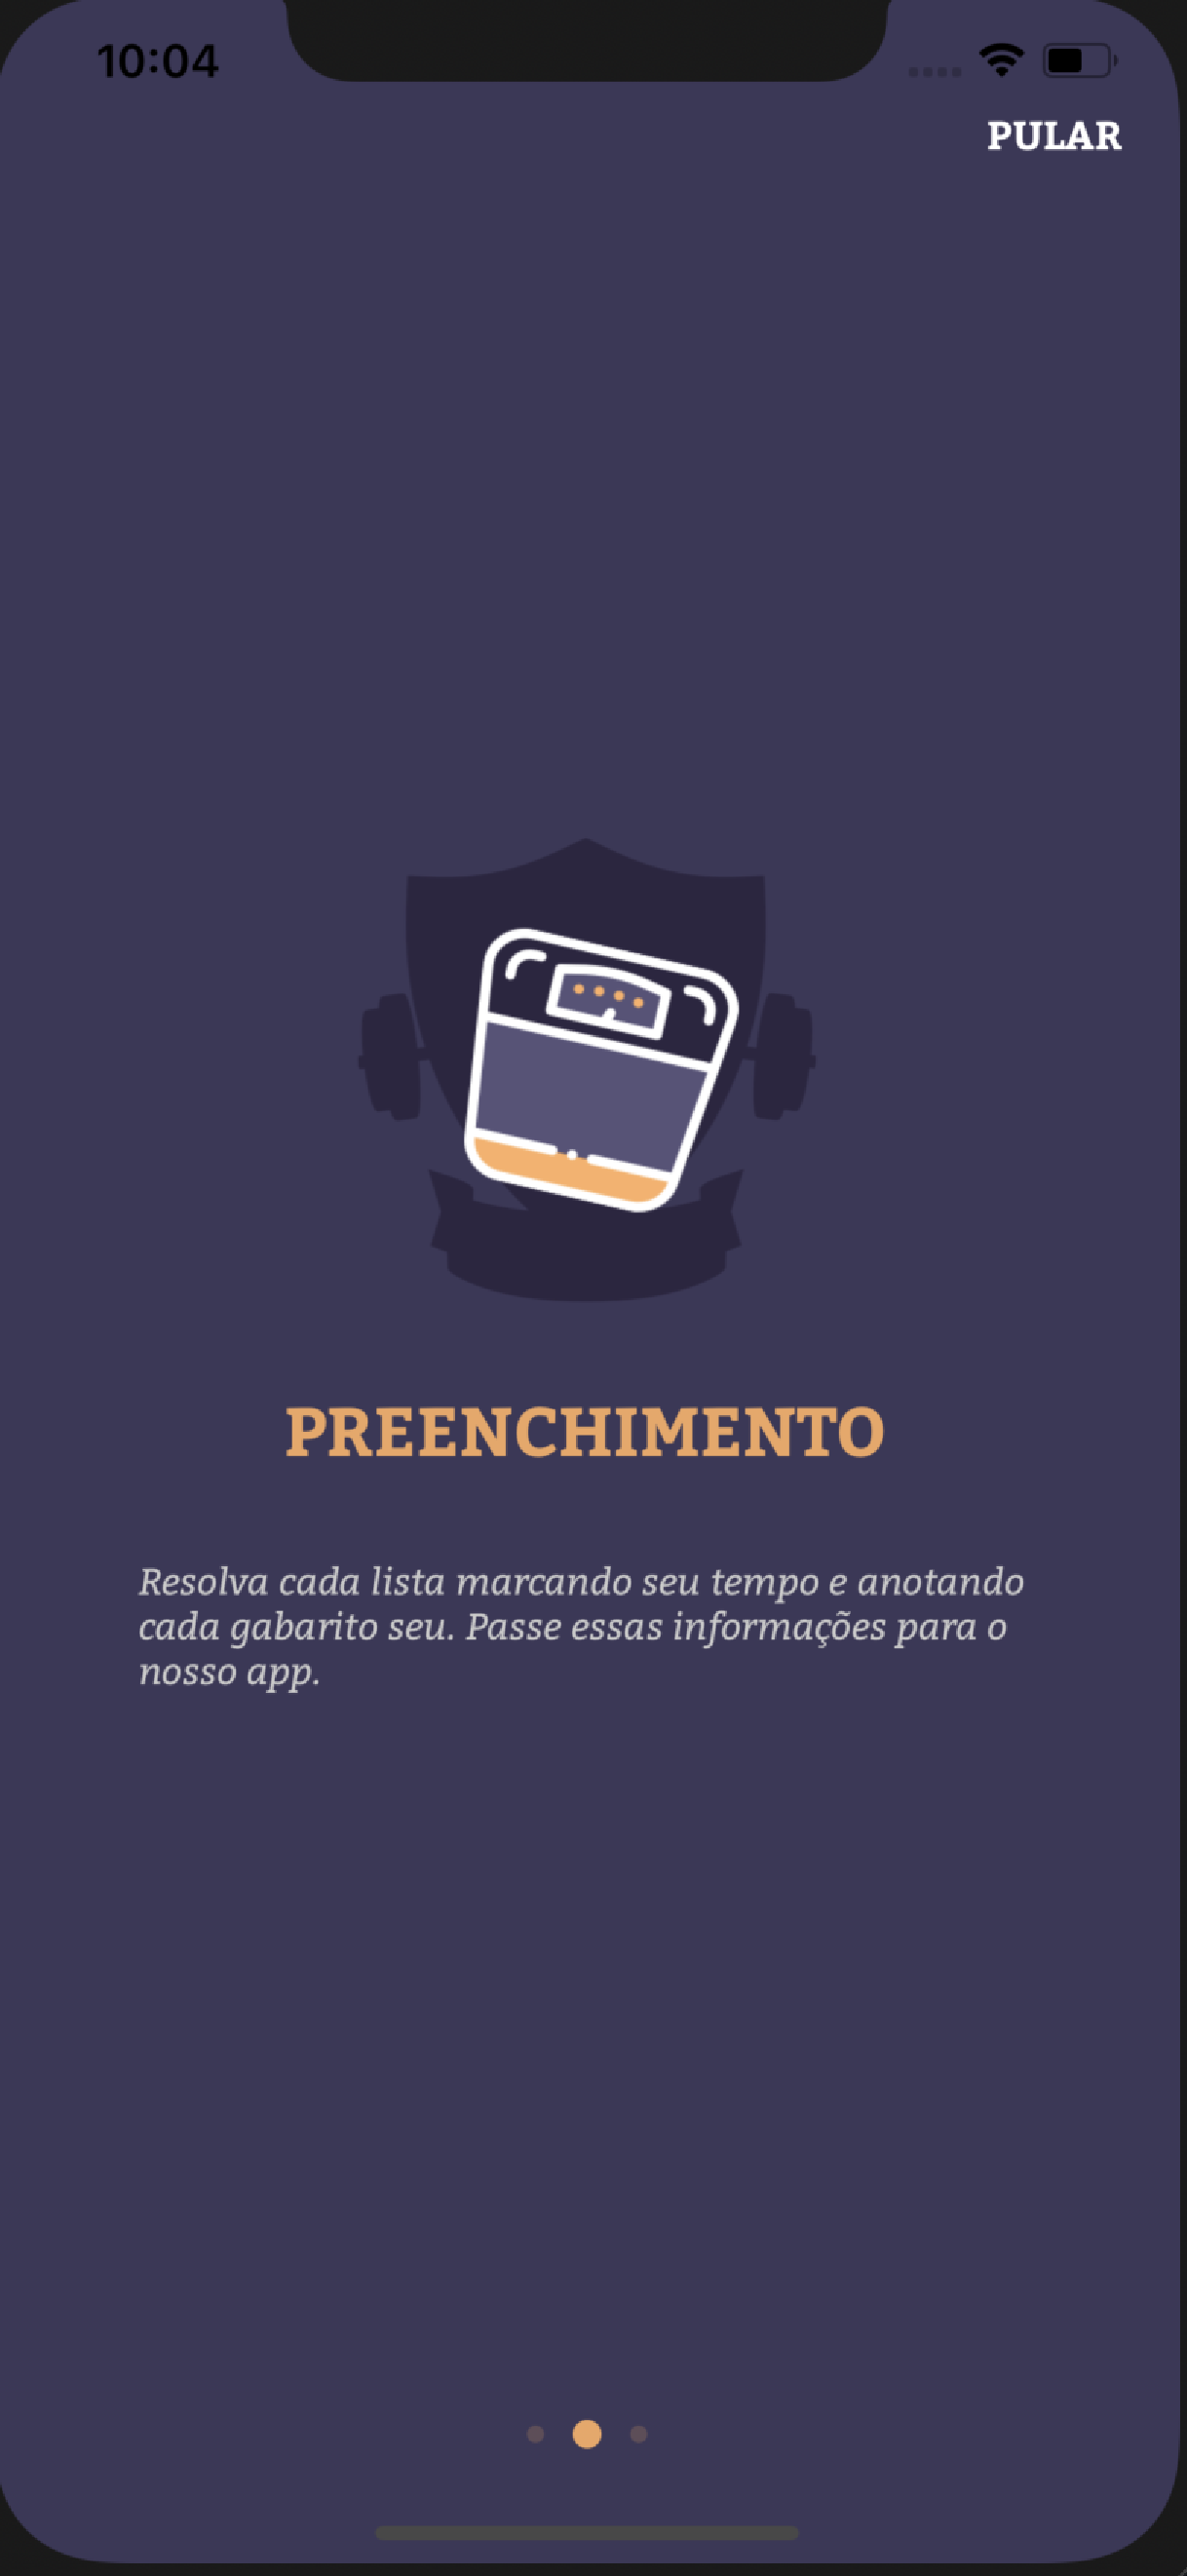 10:04
PULAR
PREENCHIMENTO
Resolva cada lista marcando seu tempo e anotando
cada gabarito seu. Passe essas informações para o
nosso app.